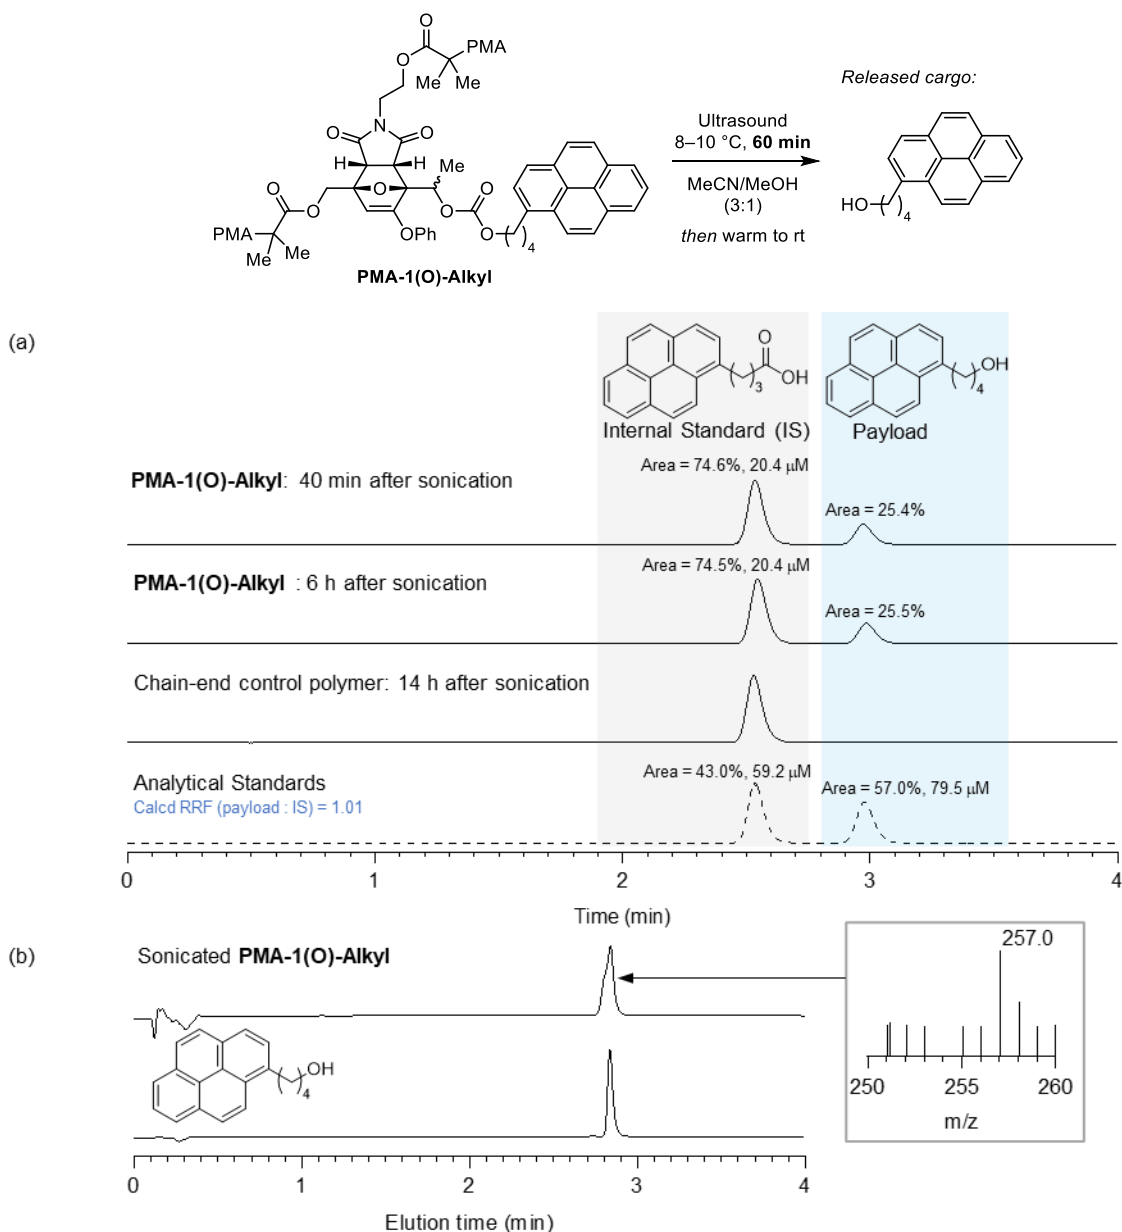 O
O
PMA
Me
Me
N
O
O
H
H
O
Me
O
O
O
O
4
O
O
PMA
Me
Me
OPh
PMA-1(O)-Alkyl
Ultrasound
8–10 °C, 60 min
MeCN/MeOH
(3:1)
then warm to rt
Released cargo:
HO
4
(a)
O
OH
3
Internal Standard (IS)
OH
4
Payload
PMA-1(O)-Alkyl: 40 min after sonication
Area = 74.6%, 20.4 μM
Area = 25.4%
PMA-1(O)-Alkyl : 6 h after sonication
Area = 74.5%, 20.4 μM
Area = 25.5%
Chain-end control polymer: 14 h after sonication
Analytical Standards
Calcd RRF (payload : IS) = 1.01
Area = 43.0%, 59.2 μM
Area = 57.0%, 79.5 μM
0 1 2 3 4
Time (min)
(b)
Sonicated PMA-1(O)-Alkyl
OH
4
257.0
250 255 260
m/z
0 1 2 3 4
Elution time (min)